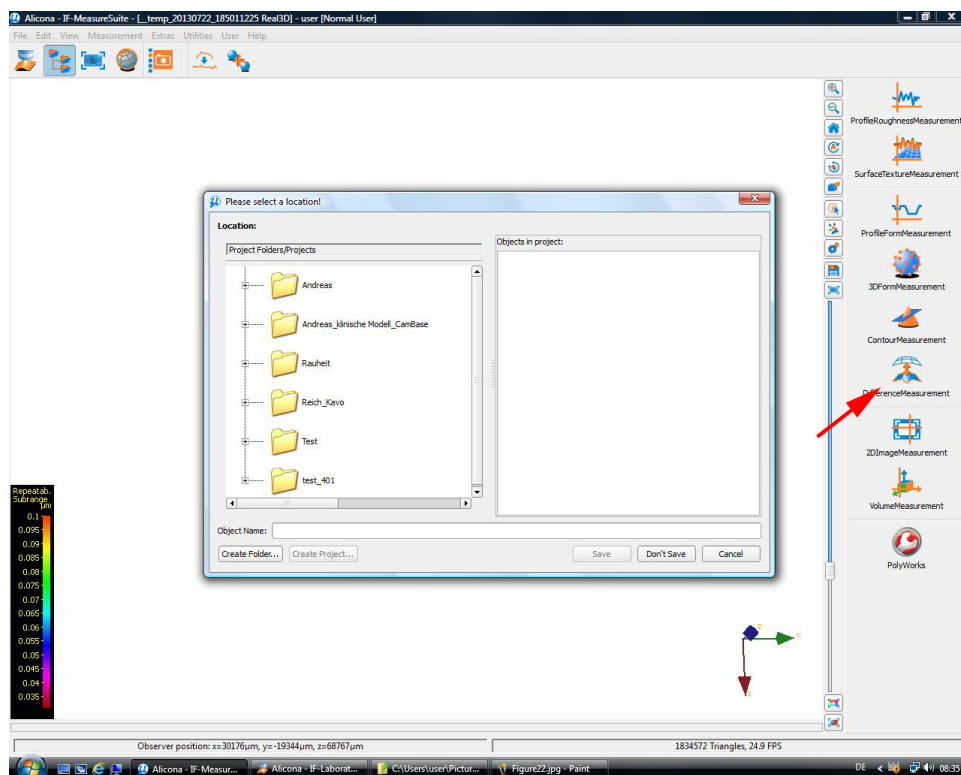 Alicona - IF-MeasureSuite - [__temp_20130722_185011225 Real3D] - user [Normal User]
File Edit View Measurement Extras Utilities User Help
ProfileRoughnessMeasurement
SurfaceTextureMeasurement
ProfileFormMeasurement
3DFormMeasurement
ContourMeasurement
DifferenceMeasurement
2DImageMeasurement
VolumeMeasurement
PolyWorks
Please select a location!
Location:
Project Folders/Projects
Objects in project:
Andreas
Andreas_klinische Modell_CamBase
Rauheit
Reich_Kavo
Test
test_401
Object Name:
Create Folder... Create Project... Save Don't Save Cancel
Repeatab.
Subrange
µm
0.1
0.095
0.09
0.085
0.08
0.075
0.07
0.065
0.06
0.055
0.05
0.045
0.04
0.035
Z
Y
X
Observer position: x=30176µm, y=-19344µm, z=68767µm 1834572 Triangles, 24.9 FPS
Alicona - IF-Measur... Alicona - IF-Laborat... C:\Users\user\Pictur... Figure22.jpg - Paint DE 08:35